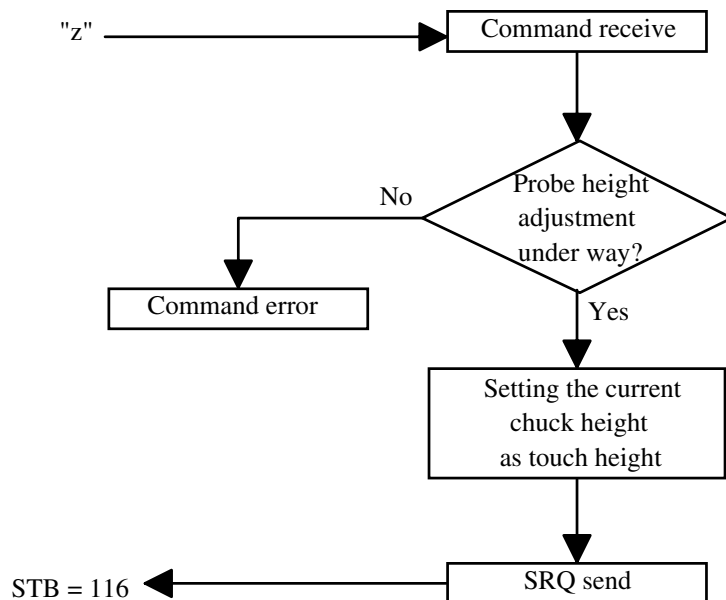 "z"
Command receive
Probe height
adjustment
under way?
No
Command error
Yes
Setting the current
chuck height
as touch height
STB = 116
SRQ send